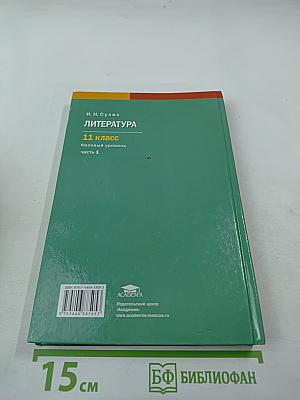 И. Н. Сухих
ЛИТЕРАТУРА
11 класс
базовый уровень
часть 1
ACADEMIA
Издательский центр
«Академия»
www.academia-moscow.ru
15 см
БФ БИБЛИОФАН